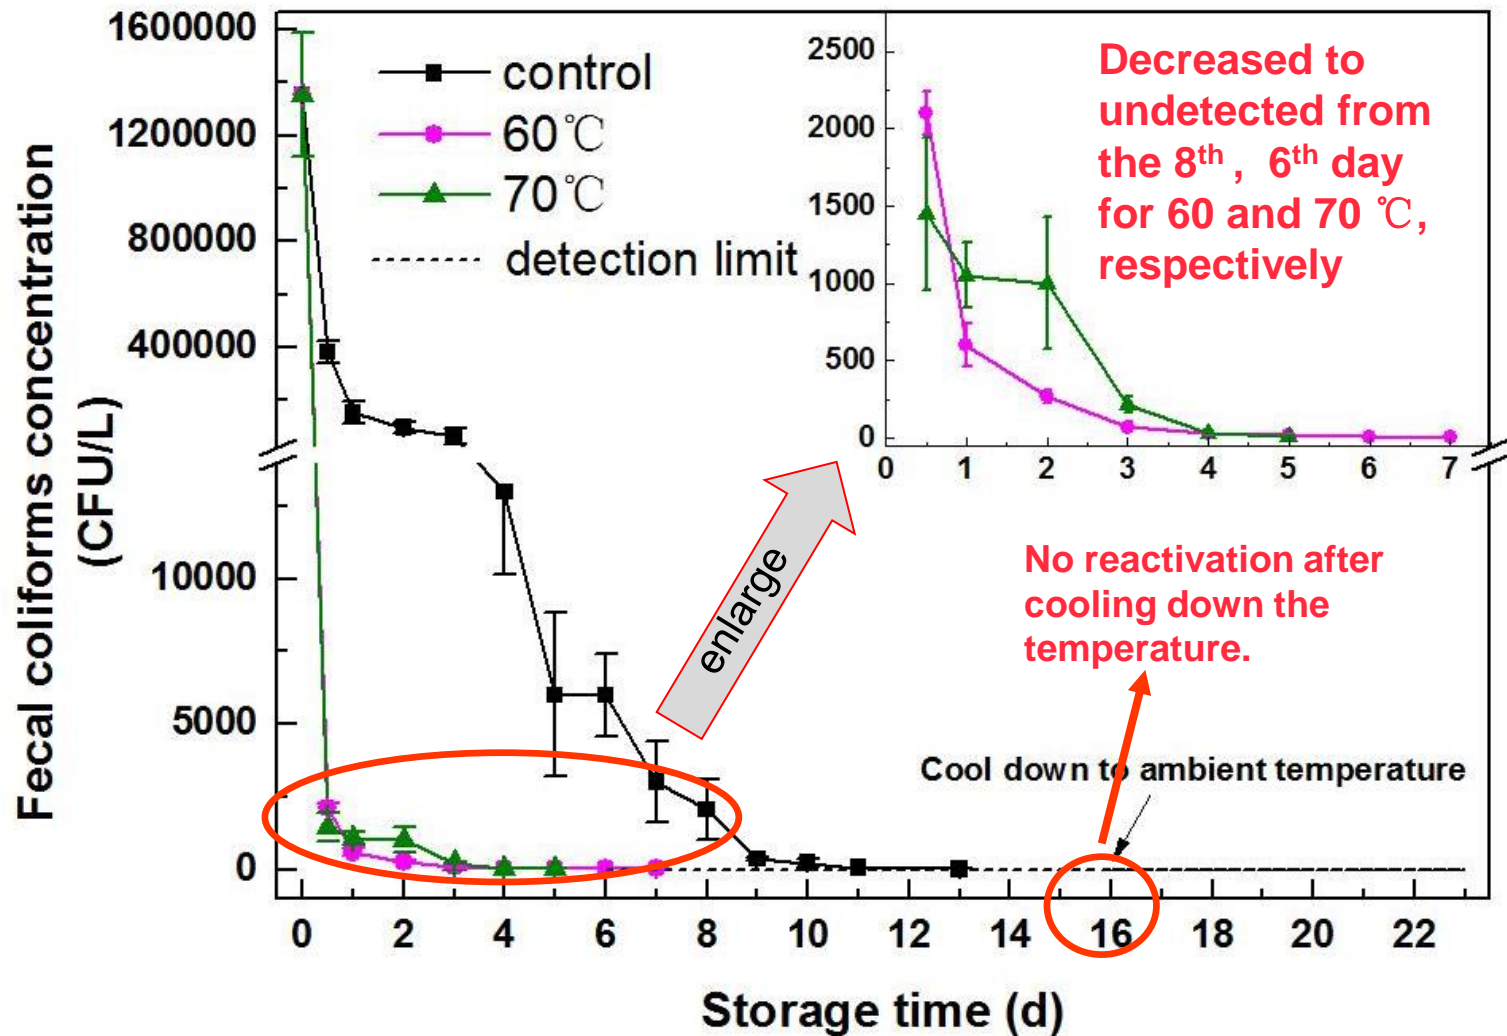 Fecal coliforms concentration
(CFU/L)
1600000
1200000
800000
400000
10000
5000
0
control
60℃
70℃
detection limit
2500
2000
1500
1000
500
0
0 1 2 3 4 5 6 7
Decreased to
undetected from
the 8th , 6th day
for 60 and 70 ℃,
respectively
enlarge
No reactivation after
cooling down the
temperature.
Cool down to ambient temperature
0 2 4 6 8 10 12 14 16 18 20 22
Storage time (d)